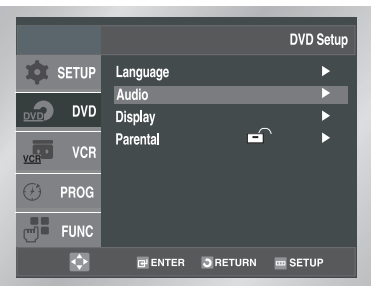 DVD Setup
SETUP
Language
Audio
DVD
DVD
Display
Parental
VCR
VCR
PROG
FUNC
ENTER RETURN SETUP